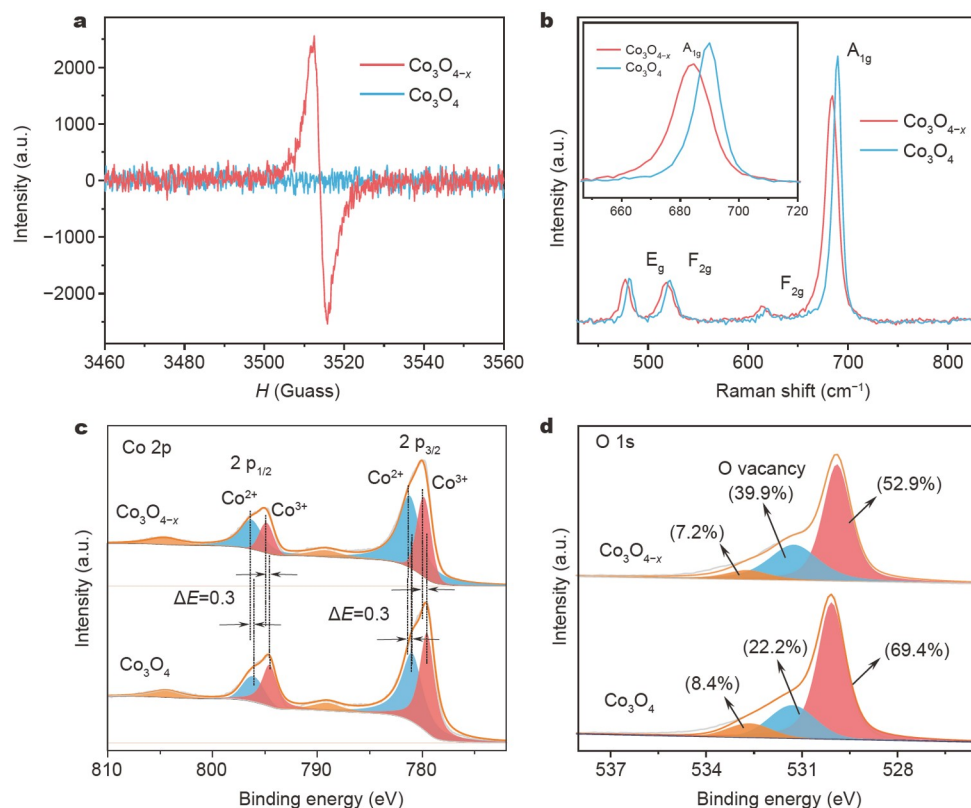 a
2000
1000
0
−1000
−2000
Intensity (a.u.)
Co₃O₄₋ₓ
Co₃O₄
3460
3480
3500
3520
3540
3560
H (Guass)
b
Co₃O₄₋ₓ
Co₃O₄
A₁g
660
680
700
720
A₁g
Co₃O₄₋ₓ
Co₃O₄
Eg
F₂g
F₂g
Intensity (a.u.)
500
600
700
800
Raman shift (cm⁻¹)
c
Co 2p
2 p₁/₂
2 p₃/₂
Co²⁺
Co³⁺
Co²⁺
Co³⁺
Co₃O₄₋ₓ
ΔE=0.3
ΔE=0.3
Co₃O₄
Intensity (a.u.)
810
800
790
780
Binding energy (eV)
d
O 1s
O vacancy
(39.9%)
(52.9%)
(7.2%)
Co₃O₄₋ₓ
(22.2%)
(69.4%)
(8.4%)
Co₃O₄
Intensity (a.u.)
537
534
531
528
Binding energy (eV)